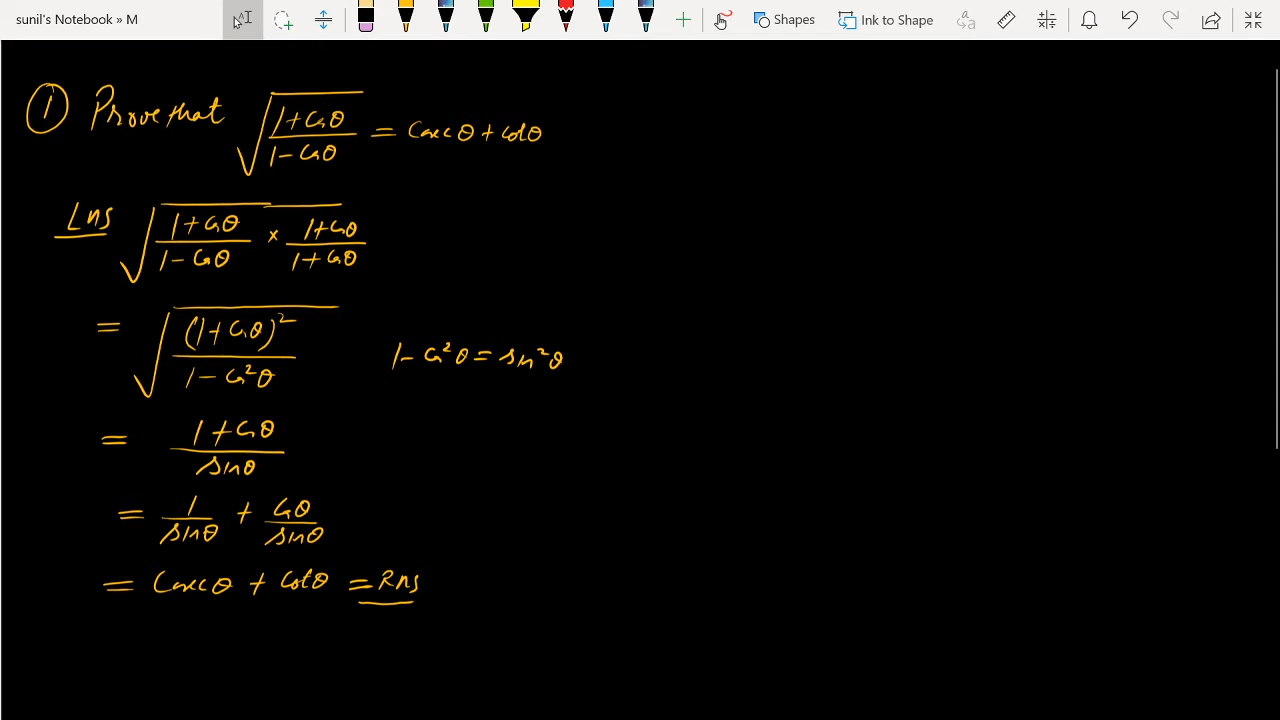 sunil's Notebook » M
Shapes
Ink to Shape
① Prove that √((1+cosθ)/(1-cosθ)) = cosecθ + cotθ
LHS √((1+cosθ)/(1-cosθ) × (1+cosθ)/(1+cosθ))
= √((1+cosθ)²/(1-cos²θ)) 1-cos²θ = sin²θ
= (1+cosθ)/sinθ
= 1/sinθ + cosθ/sinθ
= cosecθ + cotθ = RHS